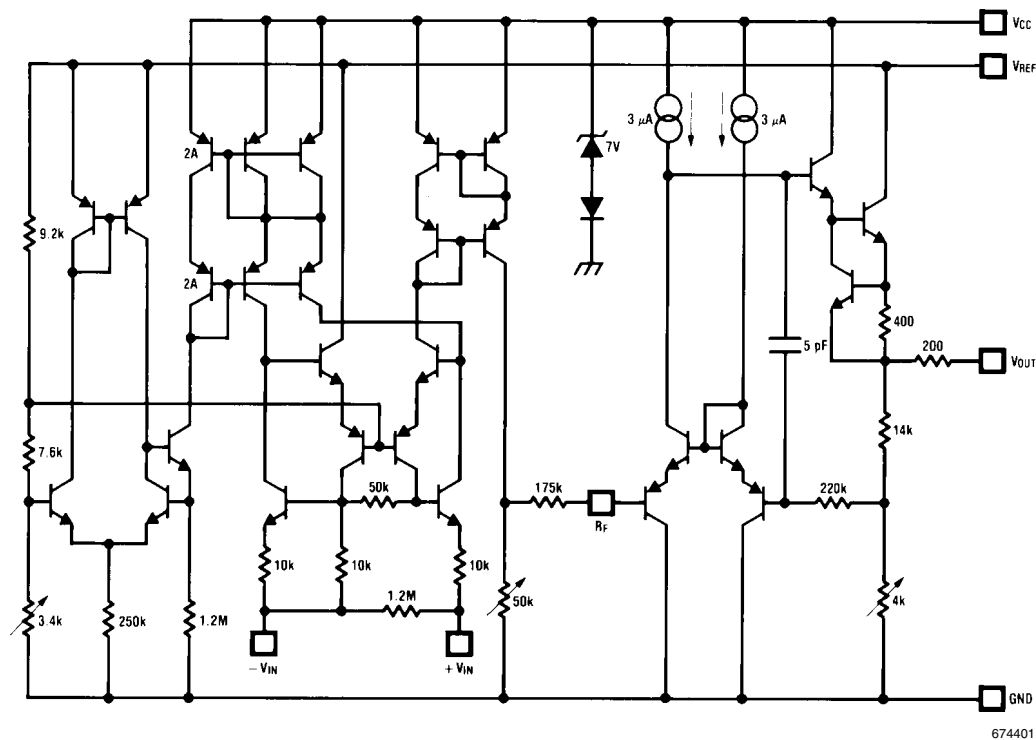 VCC
VREF
3 μA
3 μA
7V
2A
9.2k
2A
400
5 pF
200
VOUT
14k
7.6k
50k
175k
220k
RF
10k
10k
10k
1.2M
3.4k
250k
1.2M
50k
4k
− VIN
+ VIN
GND
674401